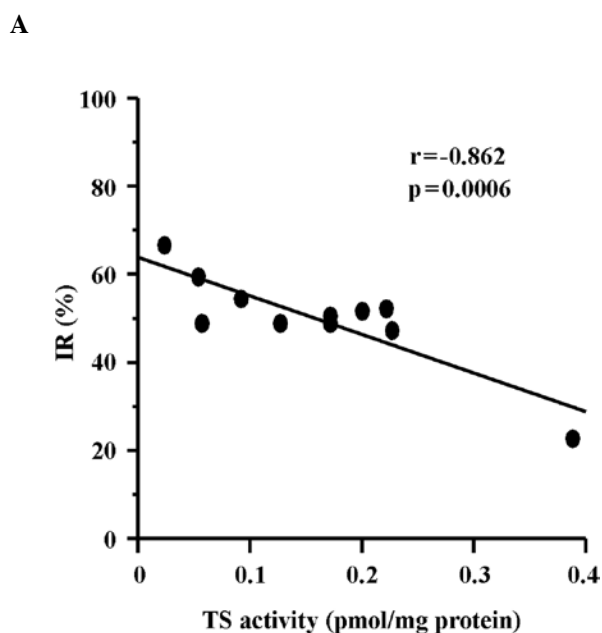 A
100
r=-0.862
p=0.0006
80
60
IR (%)
40
20
0
0 0.1 0.2 0.3 0.4
TS activity (pmol/mg protein)